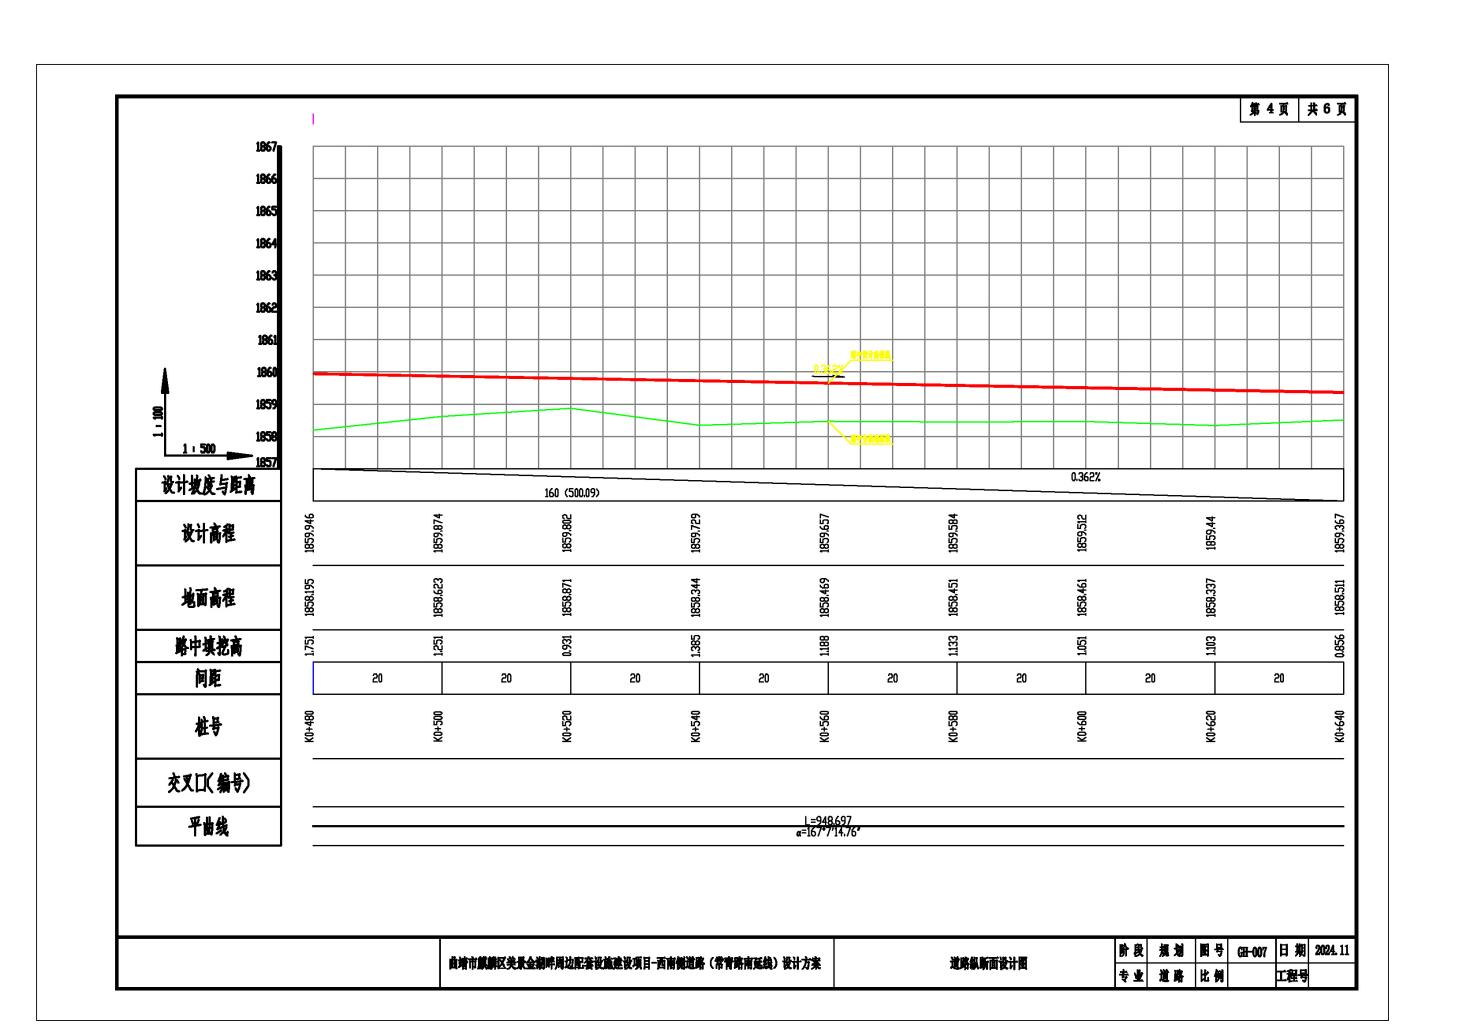 第 4 页 共 6 页
1867
1866
1865
1864
1863
1862
1861
1860
1859
1858
1857
1 : 100
1 : 500
设计坡度与距离 160 (500.09) 0.362%
设计高程 1859.946 1859.874 1859.802 1859.729 1859.657 1859.584 1859.512 1859.44 1859.367
地面高程 1858.195 1858.623 1858.871 1858.344 1858.469 1858.451 1858.461 1858.337 1858.511
路中填挖高 1.751 1.251 0.931 1.385 1.188 1.133 1.051 1.103 0.856
间距 20 20 20 20 20 20 20 20
桩号 K0+480 K0+500 K0+520 K0+540 K0+560 K0+580 K0+600 K0+620 K0+640
交叉口(编号)
平曲线 L=948.697
α=167°7'14.76"
曲靖市麒麟区美景金湖畔周边配套设施建设项目-西南侧道路（常青路南延线）设计方案
道路纵断面设计图
阶 段 规 划 图 号 GH-007 日 期 2024.11
专 业 道 路 比 例 工程号